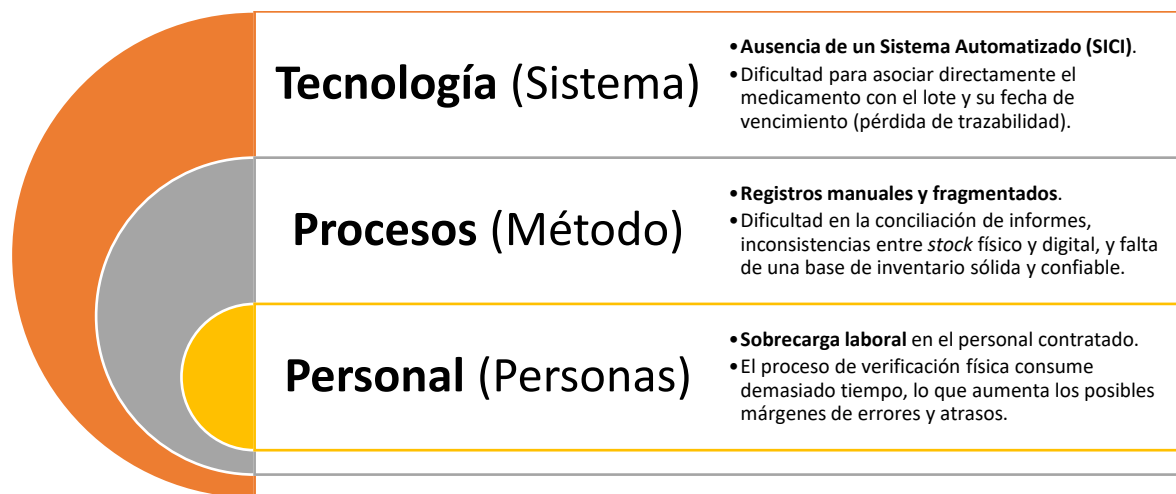 Tecnología (Sistema)
•Ausencia de un Sistema Automatizado (SICI).
•Dificultad para asociar directamente el
medicamento con el lote y su fecha de
vencimiento (pérdida de trazabilidad).
Procesos (Método)
•Registros manuales y fragmentados.
•Dificultad en la conciliación de informes,
inconsistencias entre stock físico y digital, y falta
de una base de inventario sólida y confiable.
Personal (Personas)
•Sobrecarga laboral en el personal contratado.
•El proceso de verificación física consume
demasiado tiempo, lo que aumenta los posibles
márgenes de errores y atrasos.